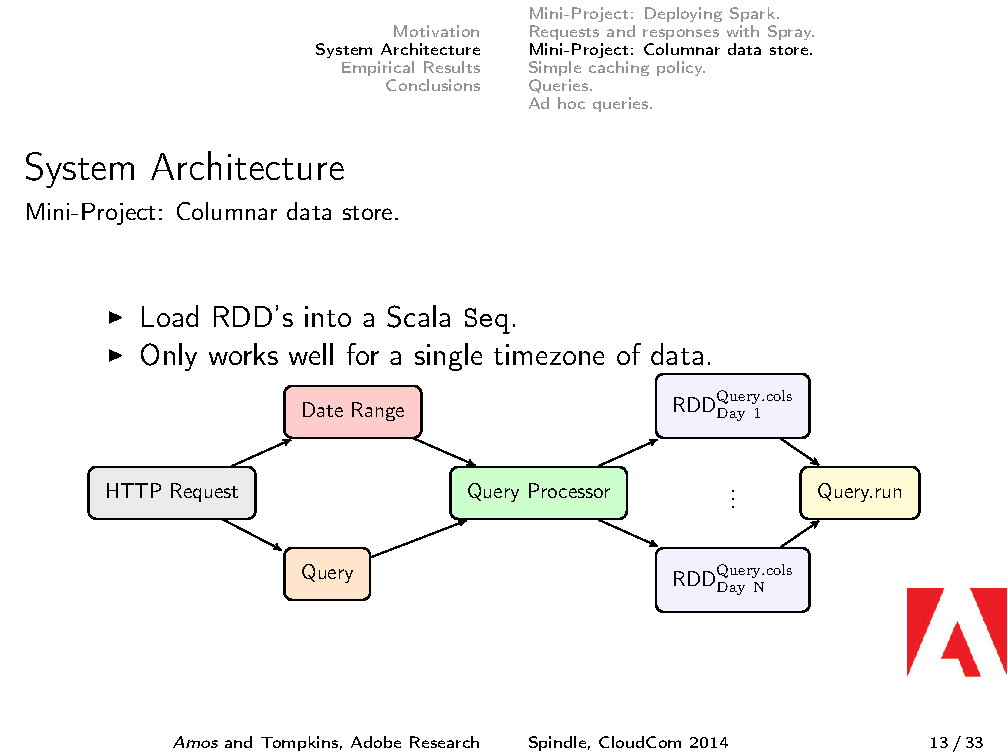 Motivation
System Architecture
Empirical Results
Conclusions
Mini-Project: Deploying Spark.
Requests and responses with Spray.
Mini-Project: Columnar data store.
Simple caching policy.
Queries.
Ad hoc queries.
System Architecture
Mini-Project: Columnar data store.
▶ Load RDD's into a Scala Seq.
▶ Only works well for a single timezone of data.
HTTP Request
Date Range
Query
Query Processor
RDD Query.cols Day 1
⋮
RDD Query.cols Day N
Query.run
Amos and Tompkins, Adobe Research
Spindle, CloudCom 2014
13 / 33